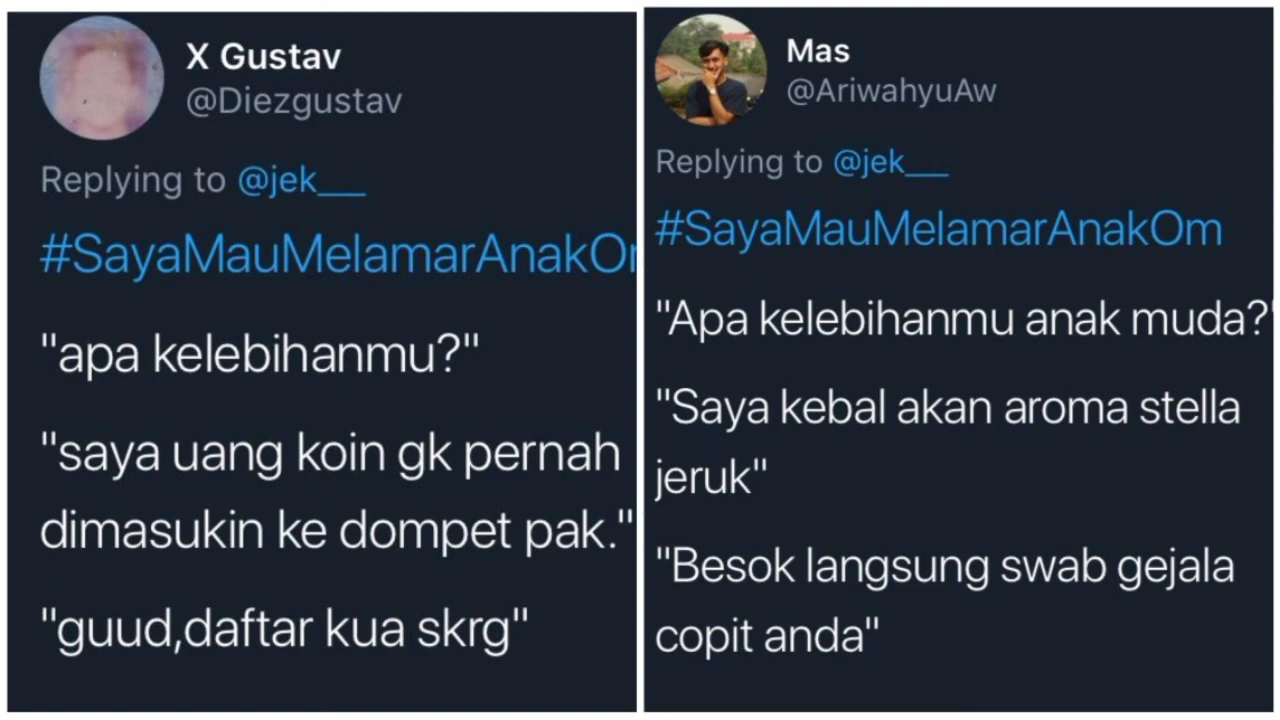 X Gustav
@Diezgustav
Replying to @jek___
#SayaMauMelamarAnakOm
"apa kelebihanmu?"
"saya uang koin gk pernah
dimasukin ke dompet pak."
"guud,daftar kua skrg"
Mas
@AriwahyuAw
Replying to @jek___
#SayaMauMelamarAnakOm
"Apa kelebihanmu anak muda?"
"Saya kebal akan aroma stella
jeruk"
"Besok langsung swab gejala
copit anda"